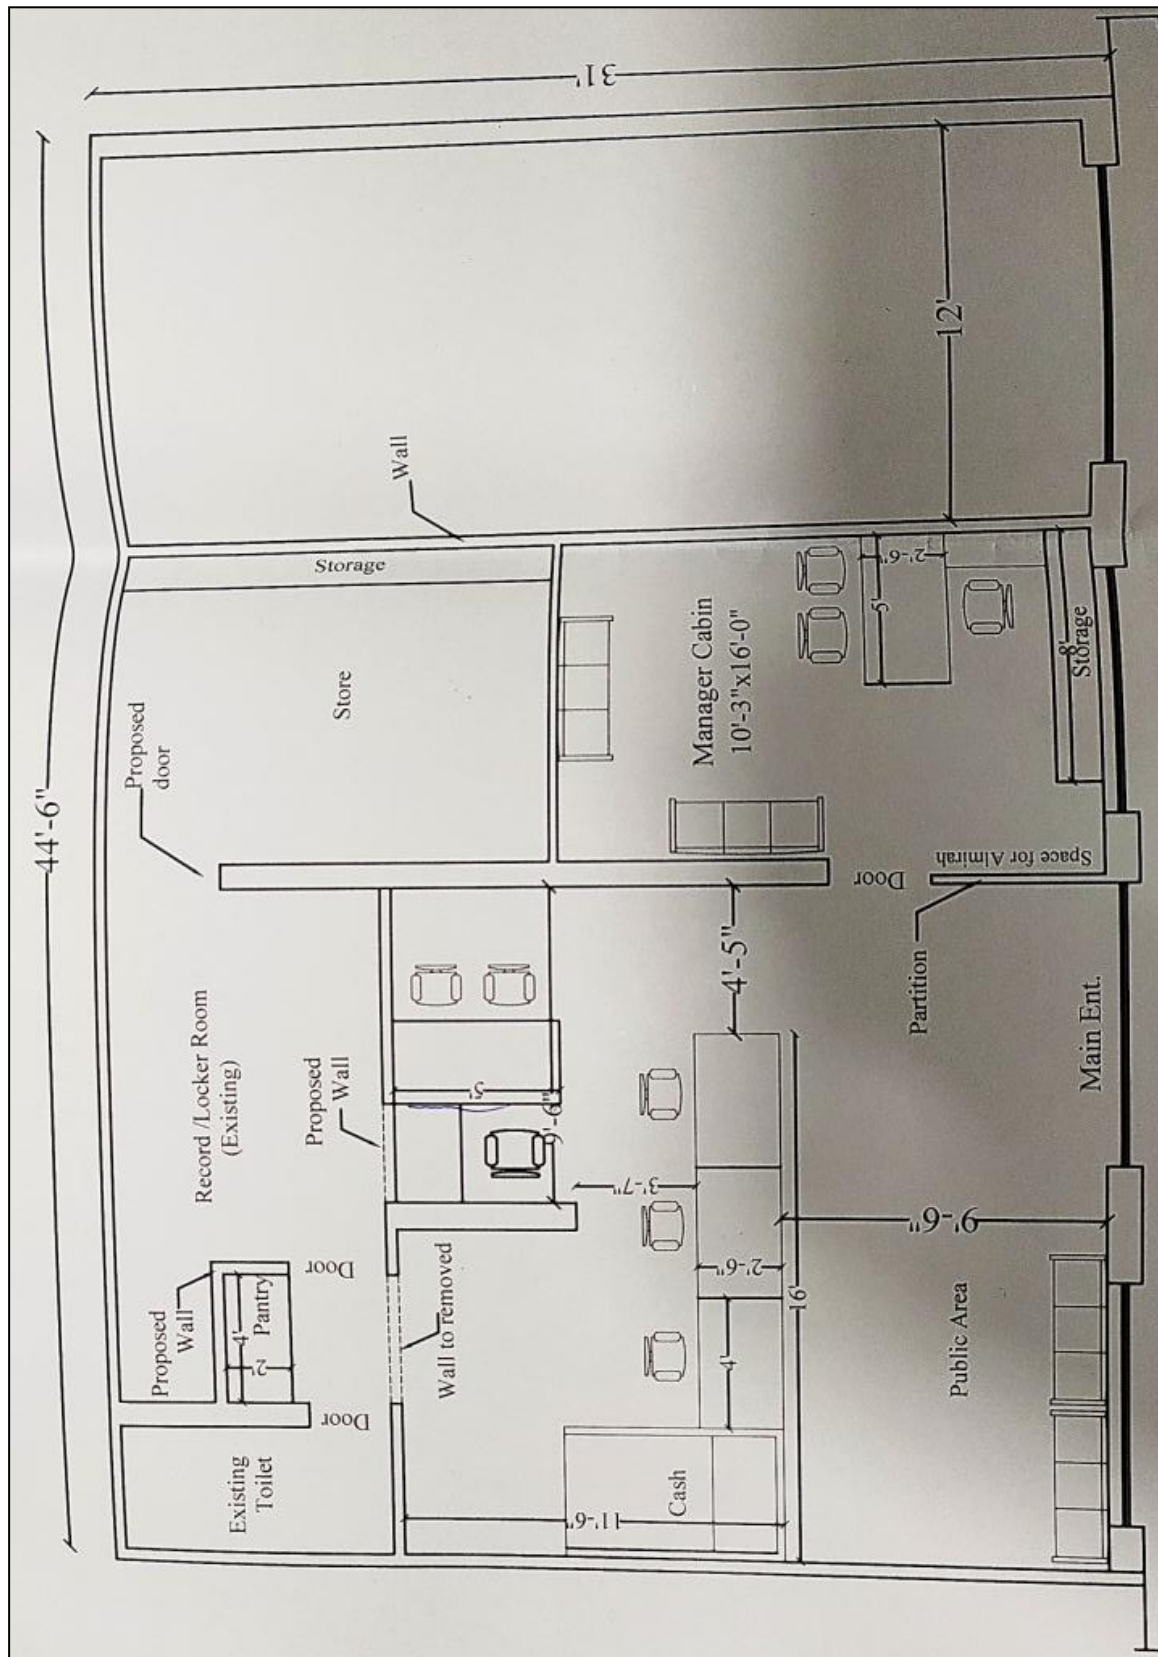 44'-6"
31'
Existing
Toilet
Proposed
Wall
4'
2'
Pantry
Door
Door
Record /Locker Room
(Existing)
Proposed
door
Store
Storage
Wall
Proposed
Wall
Wall to removed
5'
9'-6"
11'-6"
Cash
4'
2'-6"
3'-7"
16'
4'-5"
Manager Cabin
10'-3"x16'-0"
5'
2'-6"
8'
Storage
Space for Almirah
Door
Partition
12'
9'-6"
Public Area
Main Ent.